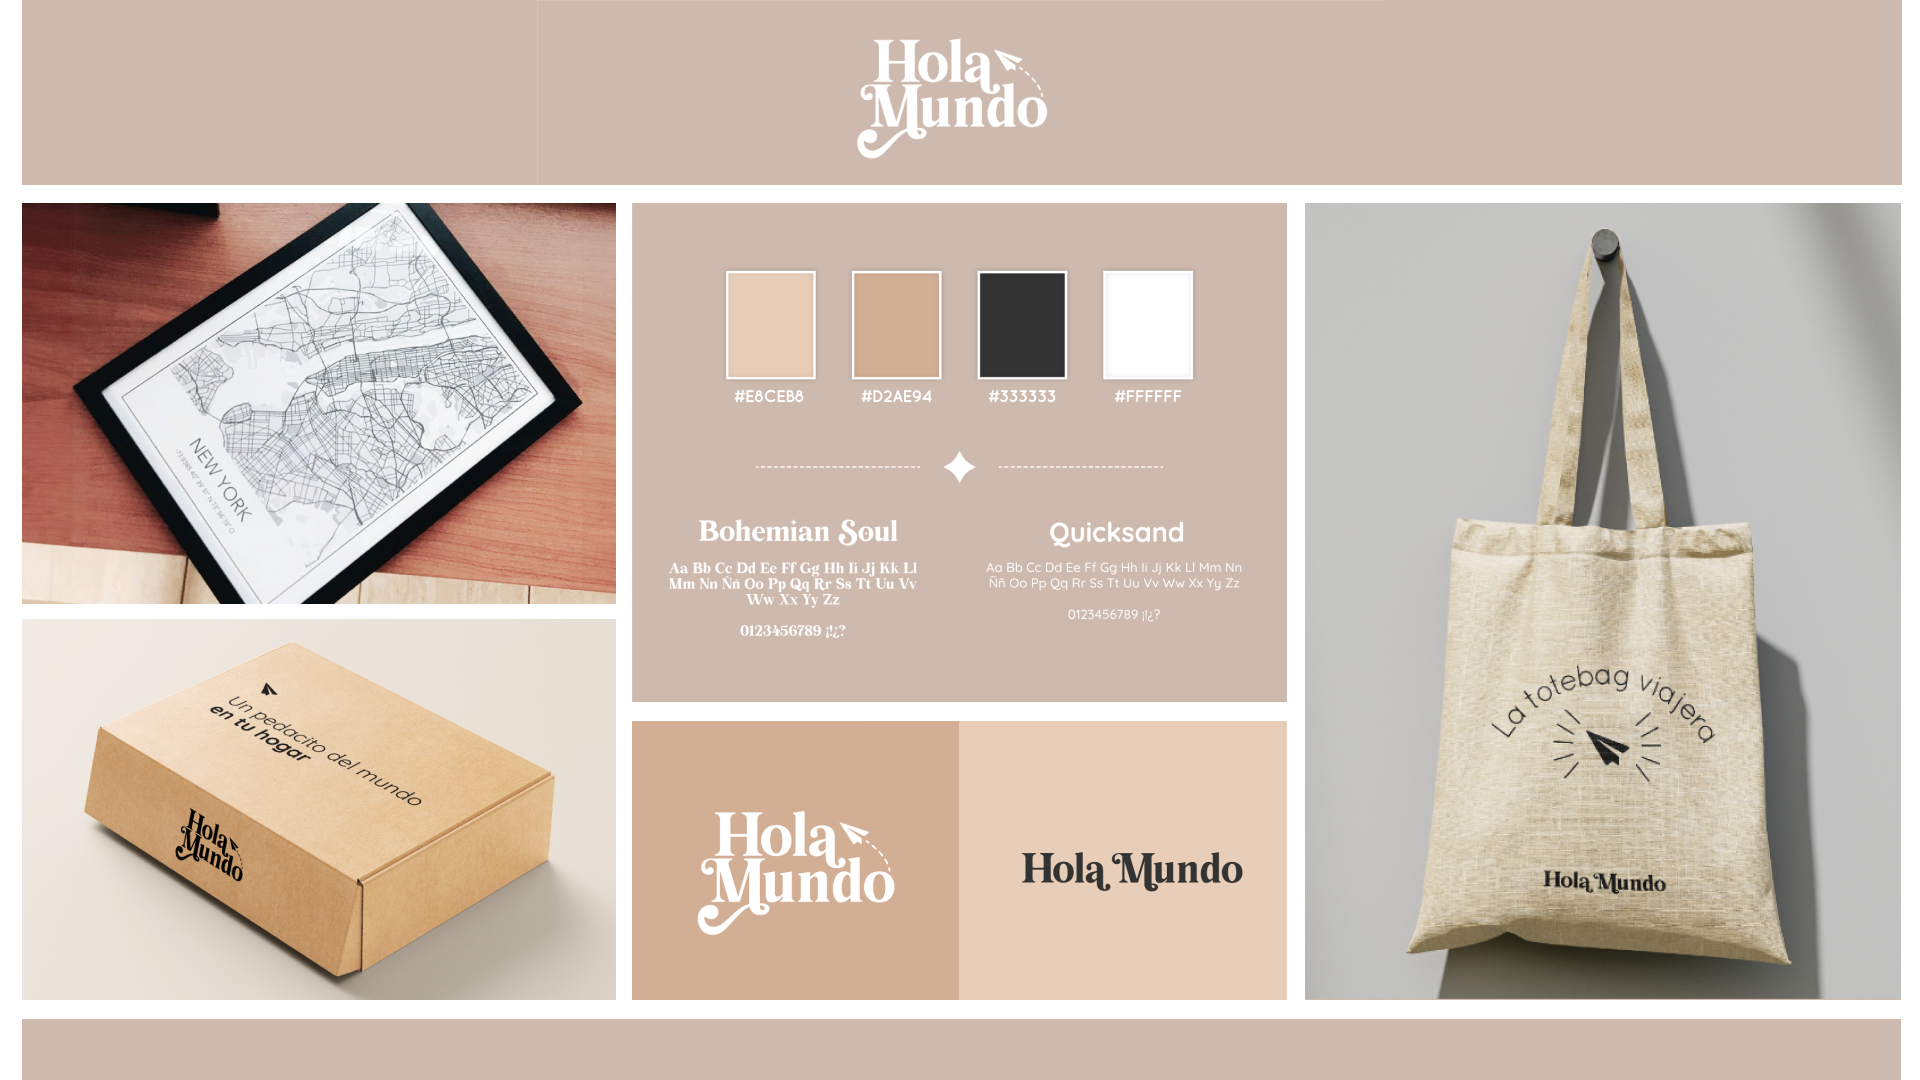 Hola
Mundo
NEW YORK
#E8CEB8
#D2AE94
#333333
#FFFFFF
Bohemian Soul
Aa Bb Cc Dd Ee Ff Gg Hh Ii Jj Kk Ll
Mm Nn Ññ Oo Pp Qq Rr Ss Tt Uu Vv
Ww Xx Yy Zz
0123456789 ¡!¿?
Quicksand
Aa Bb Cc Dd Ee Ff Gg Hh Ii Jj Kk Ll Mm Nn
Ññ Oo Pp Qq Rr Ss Tt Uu Vv Ww Xx Yy Zz
0123456789 ¡!¿?
Un pedacito del mundo
en tu hogar
Hola
Mundo
Hola
Mundo
Hola Mundo
La totebag viajera
Hola Mundo